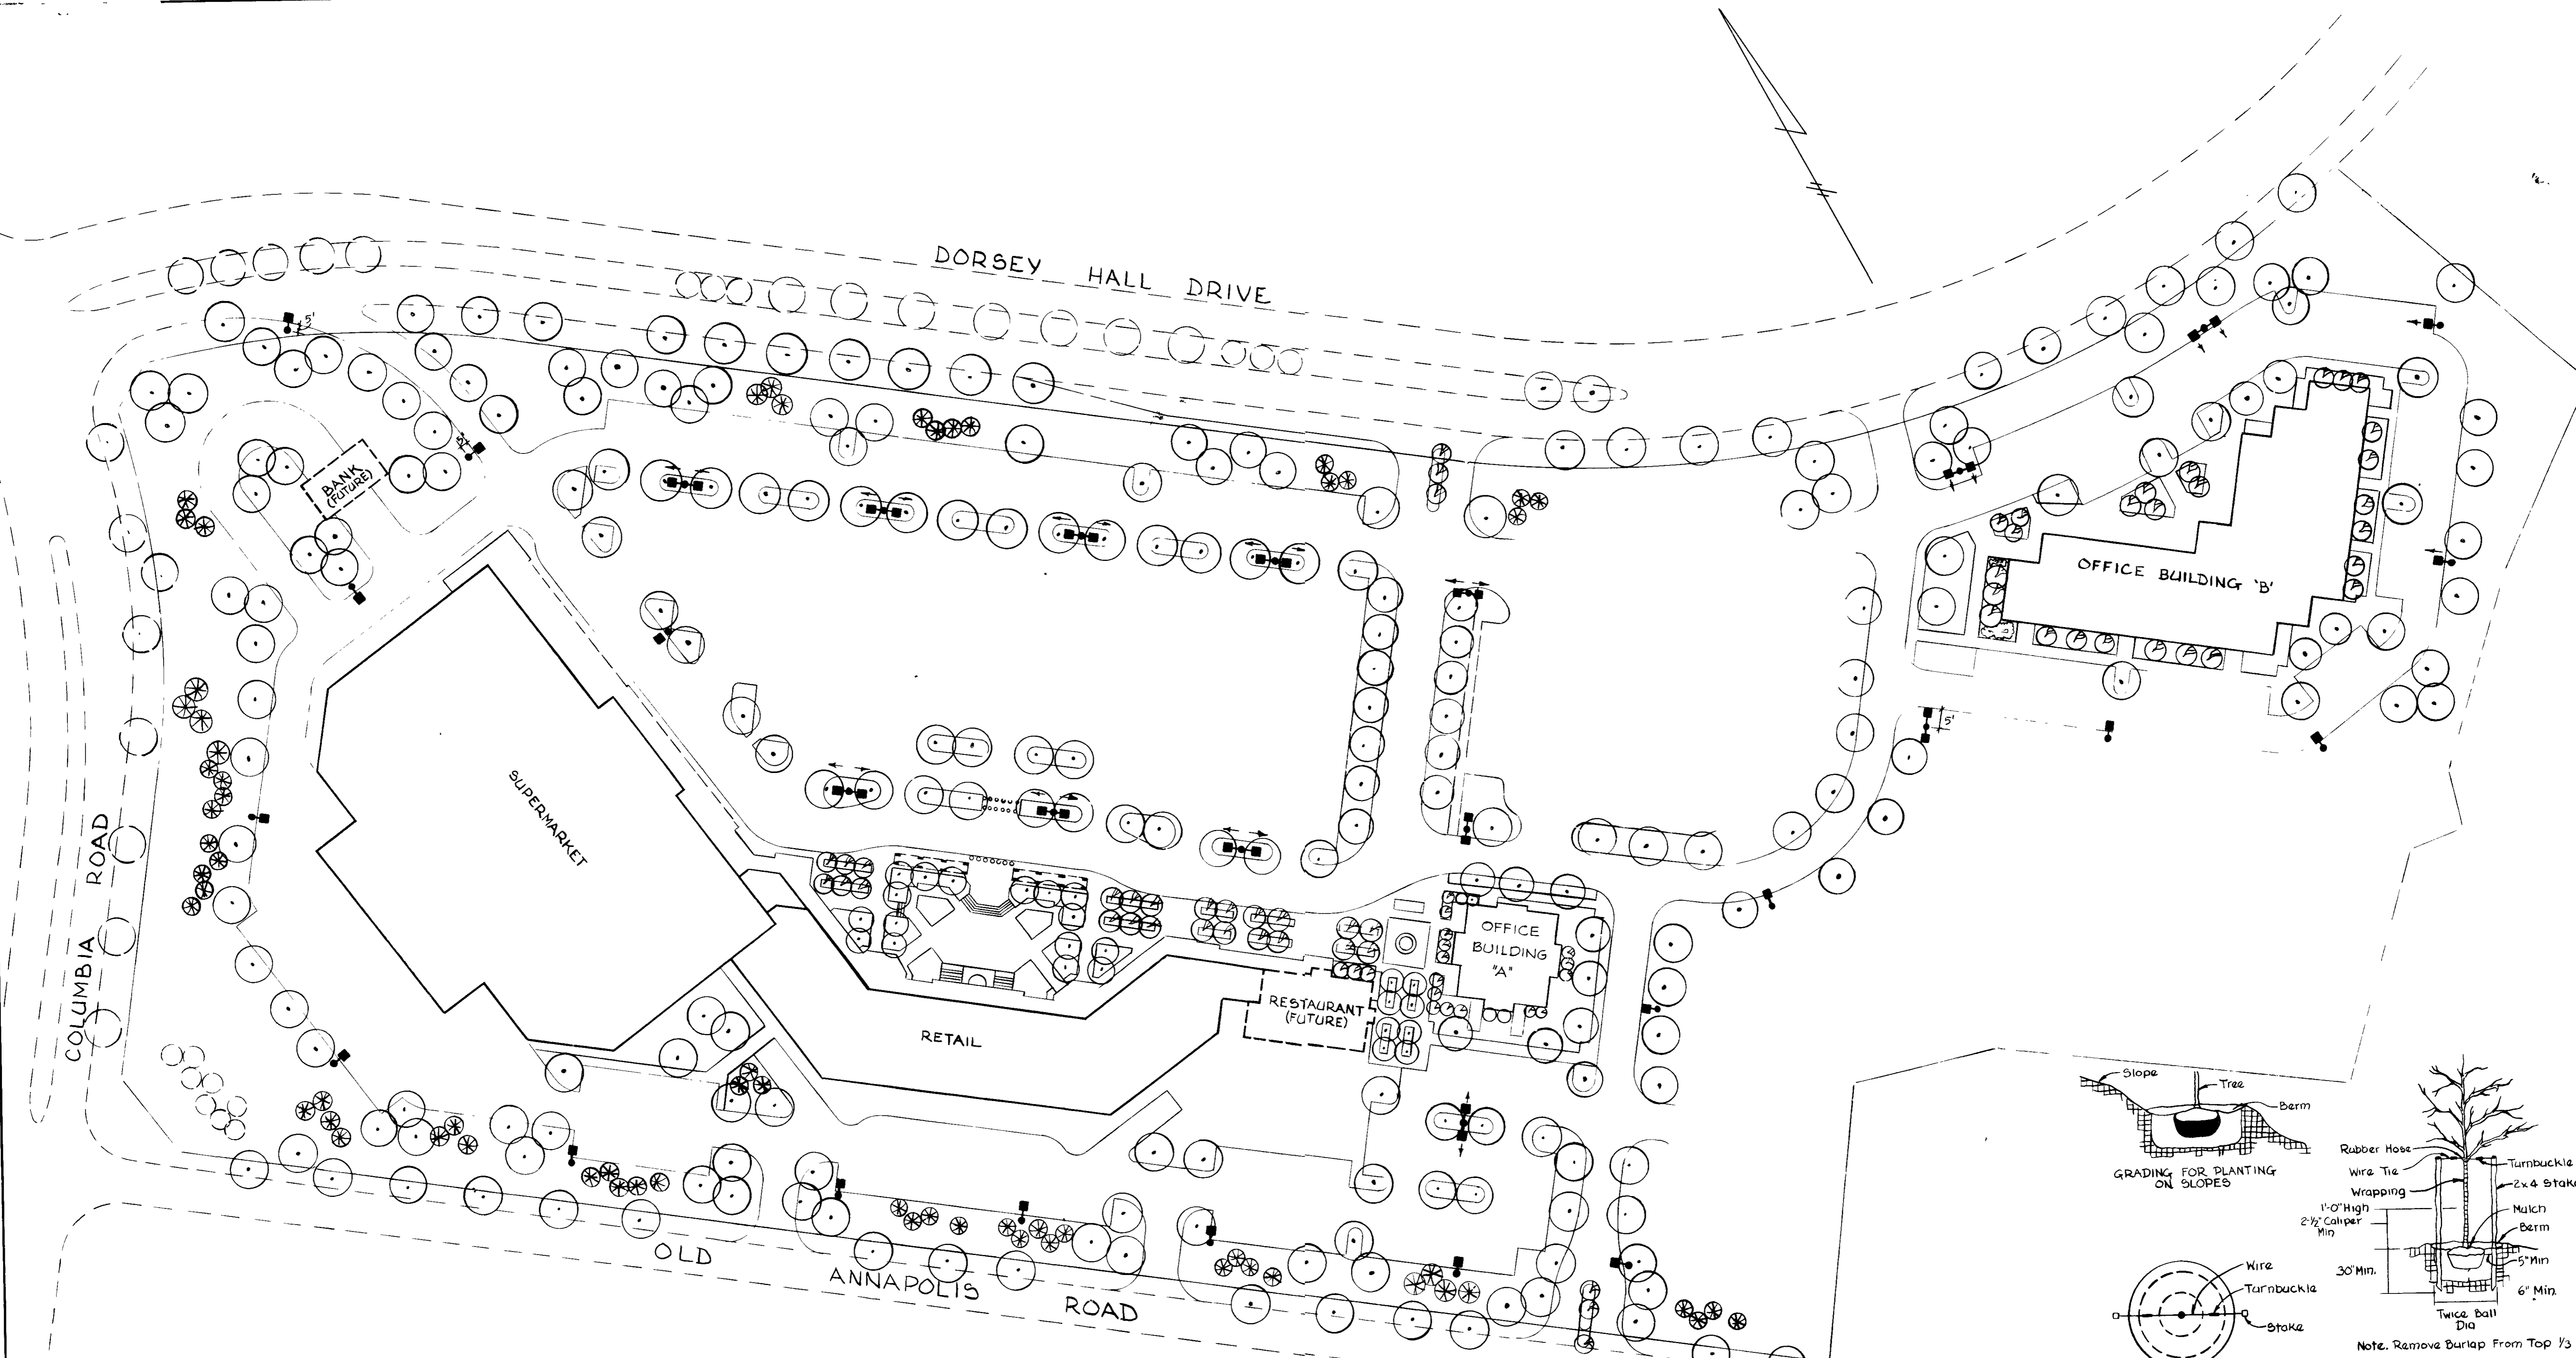 DORSEY HALL DRIVE
5'
5'
BANK
(FUTURE)
OFFICE BUILDING 'B'
5'
SUPERMARKET
COLUMBIA ROAD
OFFICE
BUILDING
"A"
RESTAURANT
(FUTURE)
RETAIL
OLD ANNAPOLIS ROAD
Slope
Tree
Berm
GRADING FOR PLANTING
ON SLOPES
Rubber Hose
Wire Tie
Wrapping
1'-0" High
2-1/2" Caliper
Min
30" Min.
Turnbuckle
2x4 Stake
Mulch
Berm
5" Min
6" Min.
Twice Ball
Dia
Wire
Turnbuckle
Stake
Note. Remove Burlap From Top 1/3